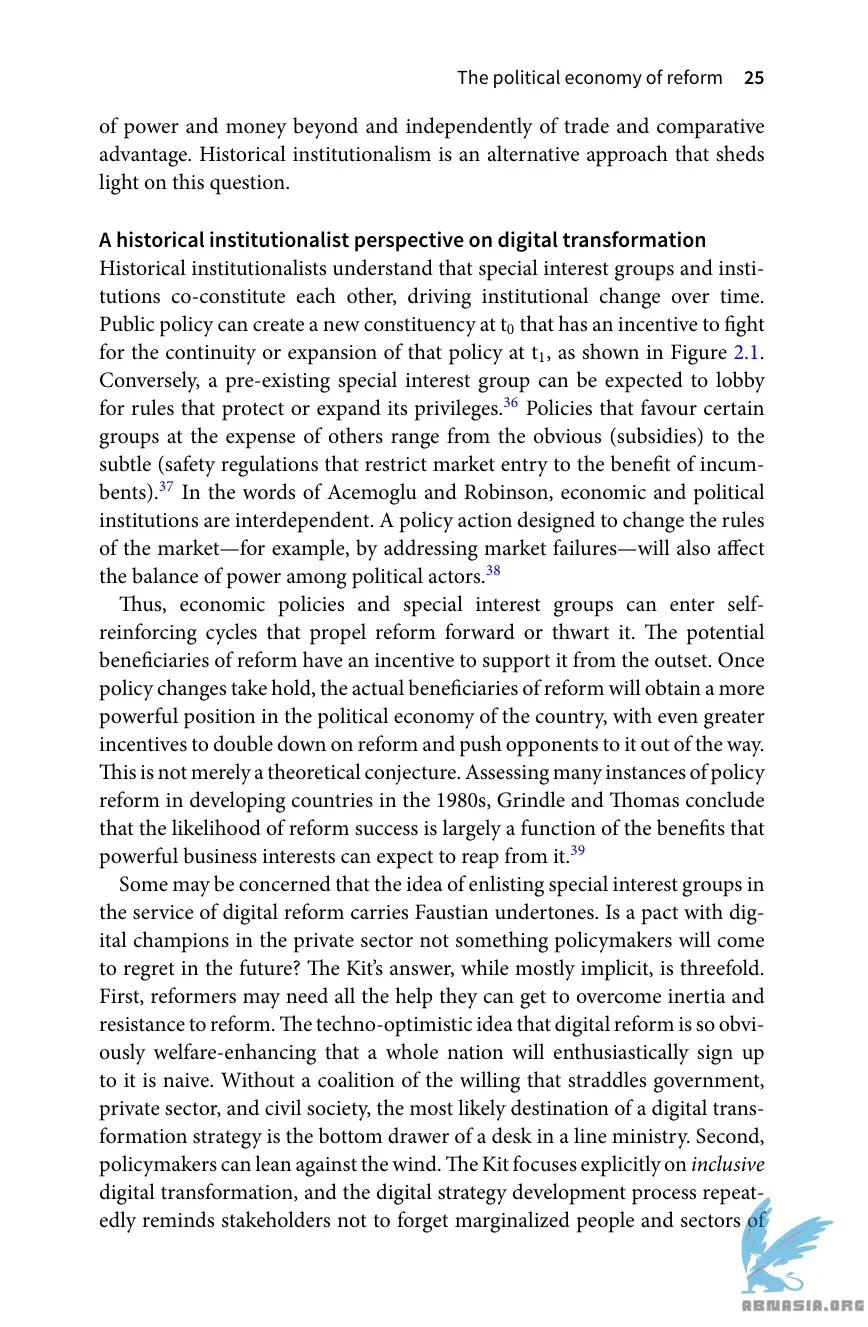 The political economy of reform 25
of power and money beyond and independently of trade and comparative
advantage. Historical institutionalism is an alternative approach that sheds
light on this question.
A historical institutionalist perspective on digital transformation
Historical institutionalists understand that special interest groups and insti-
tutions co-constitute each other, driving institutional change over time.
Public policy can create a new constituency at t₀ that has an incentive to fight
for the continuity or expansion of that policy at t₁, as shown in Figure 2.1.
Conversely, a pre-existing special interest group can be expected to lobby
for rules that protect or expand its privileges.³⁶ Policies that favour certain
groups at the expense of others range from the obvious (subsidies) to the
subtle (safety regulations that restrict market entry to the benefit of incum-
bents).³⁷ In the words of Acemoglu and Robinson, economic and political
institutions are interdependent. A policy action designed to change the rules
of the market—for example, by addressing market failures—will also affect
the balance of power among political actors.³⁸
Thus, economic policies and special interest groups can enter self-
reinforcing cycles that propel reform forward or thwart it. The potential
beneficiaries of reform have an incentive to support it from the outset. Once
policy changes take hold, the actual beneficiaries of reform will obtain a more
powerful position in the political economy of the country, with even greater
incentives to double down on reform and push opponents to it out of the way.
This is not merely a theoretical conjecture. Assessing many instances of policy
reform in developing countries in the 1980s, Grindle and Thomas conclude
that the likelihood of reform success is largely a function of the benefits that
powerful business interests can expect to reap from it.³⁹
Some may be concerned that the idea of enlisting special interest groups in
the service of digital reform carries Faustian undertones. Is a pact with dig-
ital champions in the private sector not something policymakers will come
to regret in the future? The Kit's answer, while mostly implicit, is threefold.
First, reformers may need all the help they can get to overcome inertia and
resistance to reform. The techno-optimistic idea that digital reform is so obvi-
ously welfare-enhancing that a whole nation will enthusiastically sign up
to it is naive. Without a coalition of the willing that straddles government,
private sector, and civil society, the most likely destination of a digital trans-
formation strategy is the bottom drawer of a desk in a line ministry. Second,
policymakers can lean against the wind. The Kit focuses explicitly on inclusive
digital transformation, and the digital strategy development process repeat-
edly reminds stakeholders not to forget marginalized people and sectors of
ABNASIA.ORG